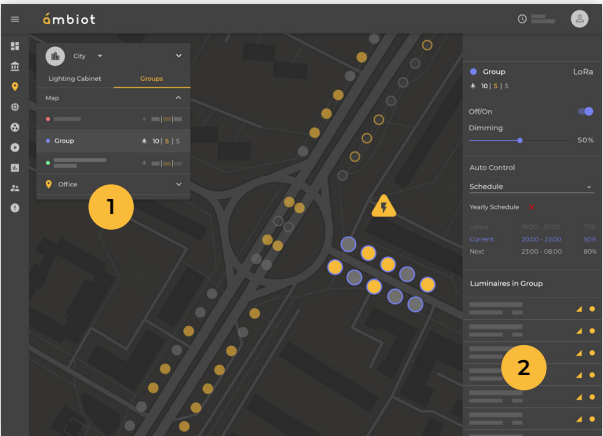 ámbiot
City
Lighting Cabinet Groups
Map
Group 10 | 5 | 5
Office
1
Group LoRa
10 | 5 | 5
Off/On
Dimming
50%
Auto Control
Schedule
Yearly Schedule
Latest 18:00 - 20:00 70%
Current 20:00 - 23:00 50%
Next 23:00 - 08:00 80%
Luminaires in Group
2